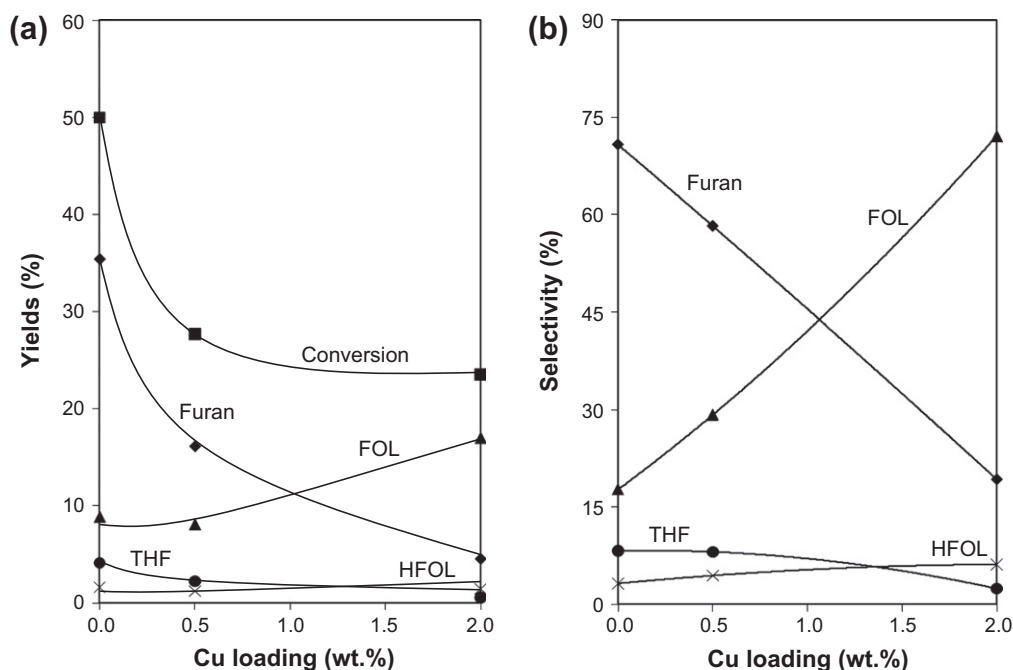 (a)
60
50
40
30
20
10
0
Yields (%)
Conversion
Furan
FOL
THF
HFOL
0.0 0.5 1.0 1.5 2.0
Cu loading (wt.%)
(b)
90
75
60
45
30
15
0
Selectivity (%)
Furan
FOL
THF
HFOL
0.0 0.5 1.0 1.5 2.0
Cu loading (wt.%)